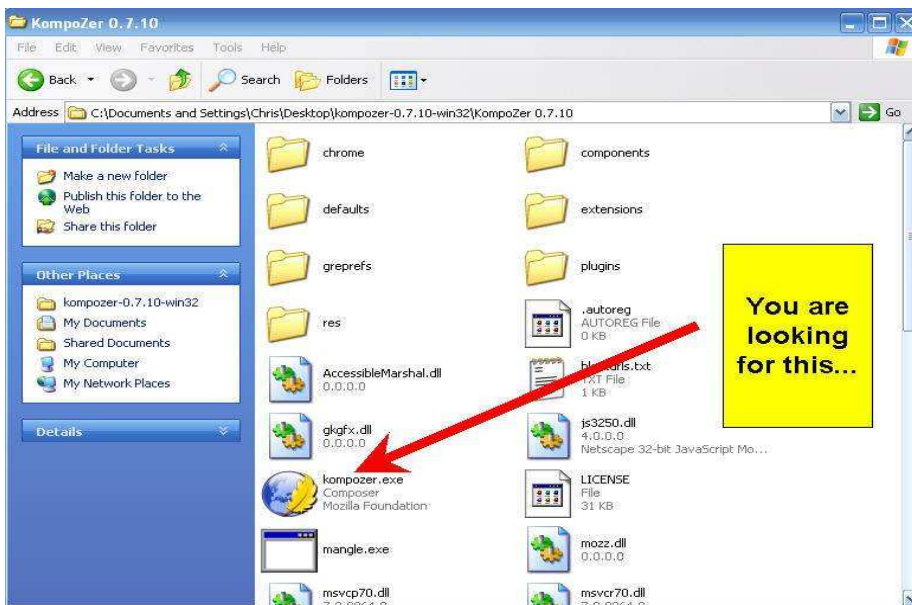 KompoZer 0.7.10
File Edit View Favorites Tools Help
Back Search Folders
Address C:\Documents and Settings\Chris\Desktop\kompozer-0.7.10-win32\KompoZer 0.7.10 Go
File and Folder Tasks
Make a new folder
Publish this folder to the
Web
Share this folder
Other Places
kompozer-0.7.10-win32
My Documents
Shared Documents
My Computer
My Network Places
Details
chrome
components
defaults
extensions
greprefs
plugins
res
.autoreg
AUTOREG File
0 KB
AccessibleMarshal.dll
0.0.0.0
.txt
TXT File
1 KB
gkgfx.dll
0.0.0.0
js3250.dll
4.0.0.0
Netscape 32-bit JavaScript Mo...
kompozer.exe
Composer
Mozilla Foundation
LICENSE
File
31 KB
mangle.exe
mozz.dll
0.0.0.0
msvcp70.dll
msvcr70.dll
You are
looking
for this...